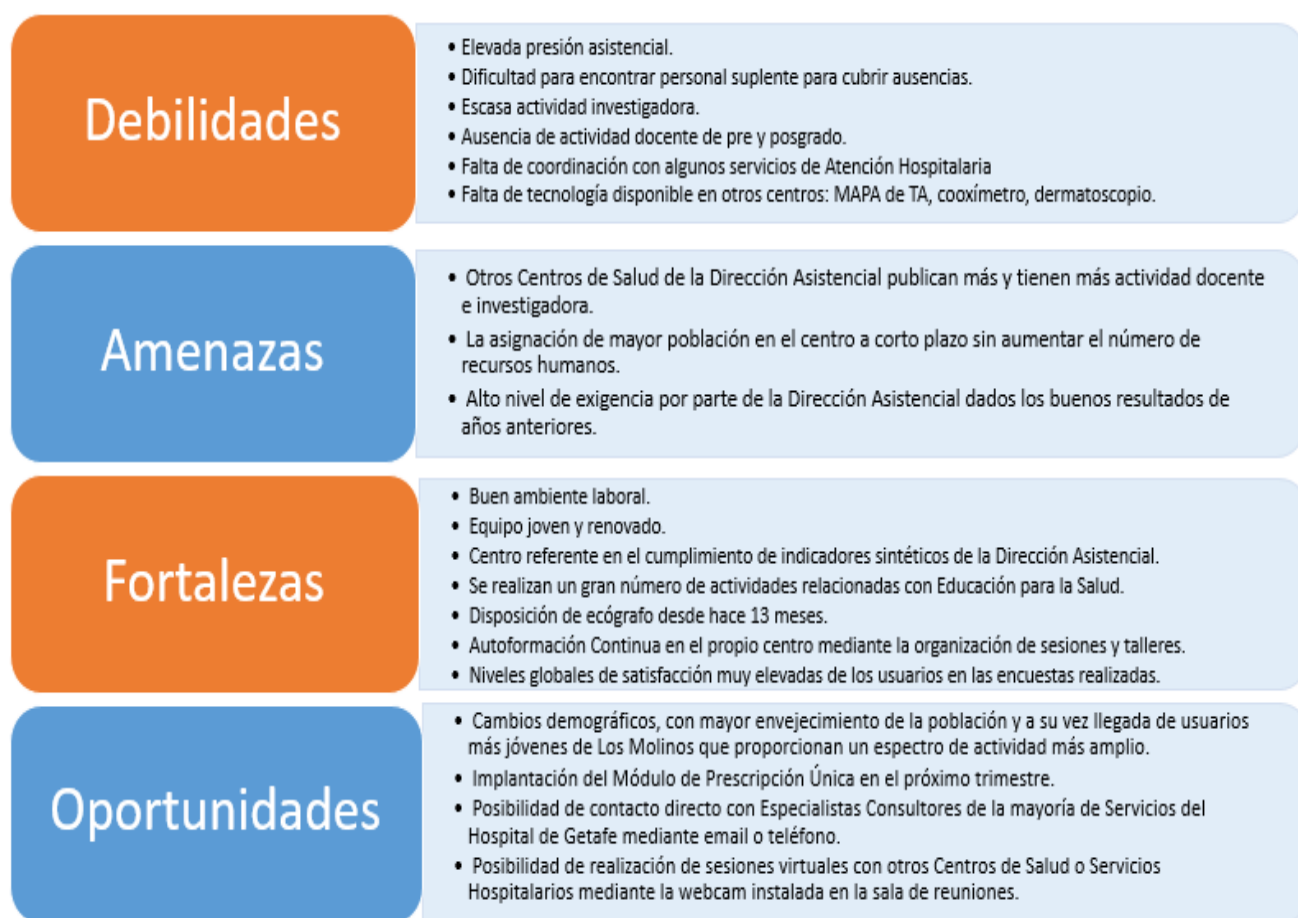 Debilidades
• Elevada presión asistencial.
• Dificultad para encontrar personal suplente para cubrir ausencias.
• Escasa actividad investigadora.
• Ausencia de actividad docente de pre y posgrado.
• Falta de coordinación con algunos servicios de Atención Hospitalaria
• Falta de tecnología disponible en otros centros: MAPA de TA, cooxímetro, dermatoscopio.
Amenazas
• Otros Centros de Salud de la Dirección Asistencial publican más y tienen más actividad docente
e investigadora.
• La asignación de mayor población en el centro a corto plazo sin aumentar el número de
recursos humanos.
• Alto nivel de exigencia por parte de la Dirección Asistencial dados los buenos resultados de
años anteriores.
Fortalezas
• Buen ambiente laboral.
• Equipo joven y renovado.
• Centro referente en el cumplimiento de indicadores sintéticos de la Dirección Asistencial.
• Se realizan un gran número de actividades relacionadas con Educación para la Salud.
• Disposición de ecógrafo desde hace 13 meses.
• Autoformación Continua en el propio centro mediante la organización de sesiones y talleres.
• Niveles globales de satisfacción muy elevadas de los usuarios en las encuestas realizadas.
Oportunidades
• Cambios demográficos, con mayor envejecimiento de la población y a su vez llegada de usuarios
más jóvenes de Los Molinos que proporcionan un espectro de actividad más amplio.
• Implantación del Módulo de Prescripción Única en el próximo trimestre.
• Posibilidad de contacto directo con Especialistas Consultores de la mayoría de Servicios del
Hospital de Getafe mediante email o teléfono.
• Posibilidad de realización de sesiones virtuales con otros Centros de Salud o Servicios
Hospitalarios mediante la webcam instalada en la sala de reuniones.